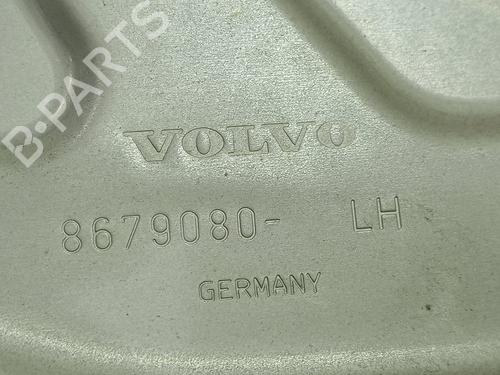 B-PARTS
VOLVO
8679080- LH
GERMANY